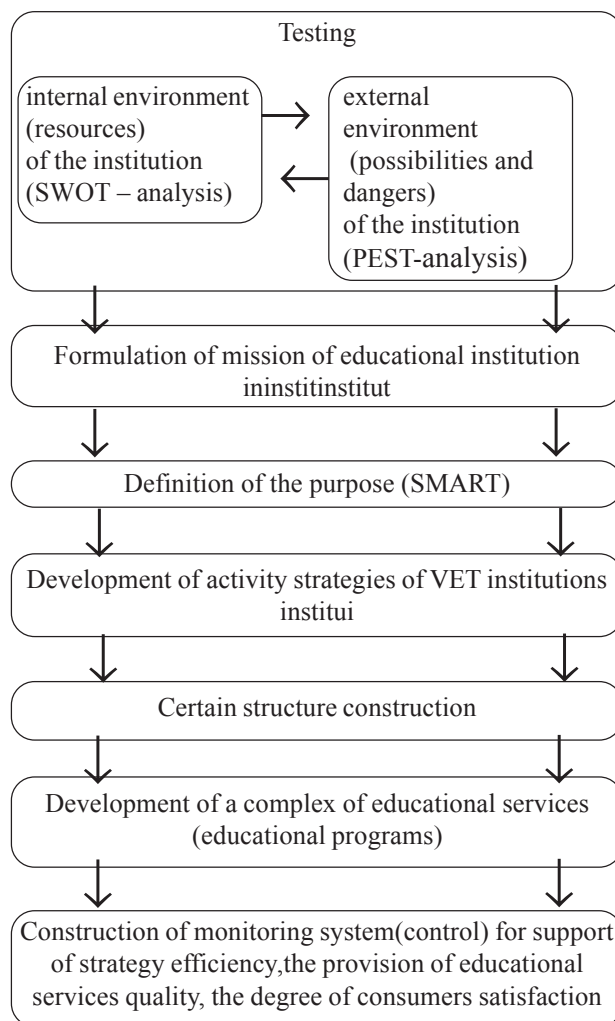 Testing
internal environment
(resources)
of the institution
(SWOT – analysis)
external
environment
(possibilities and
dangers)
of the institution
(PEST-analysis)
Formulation of mission of educational institution
ininstitinstitut
Definition of the purpose (SMART)
Development of activity strategies of VET institutions
institui
Certain structure construction
Development of a complex of educational services
(educational programs)
Construction of monitoring system(control) for support
of strategy efficiency,the provision of educational
services quality, the degree of consumers satisfaction